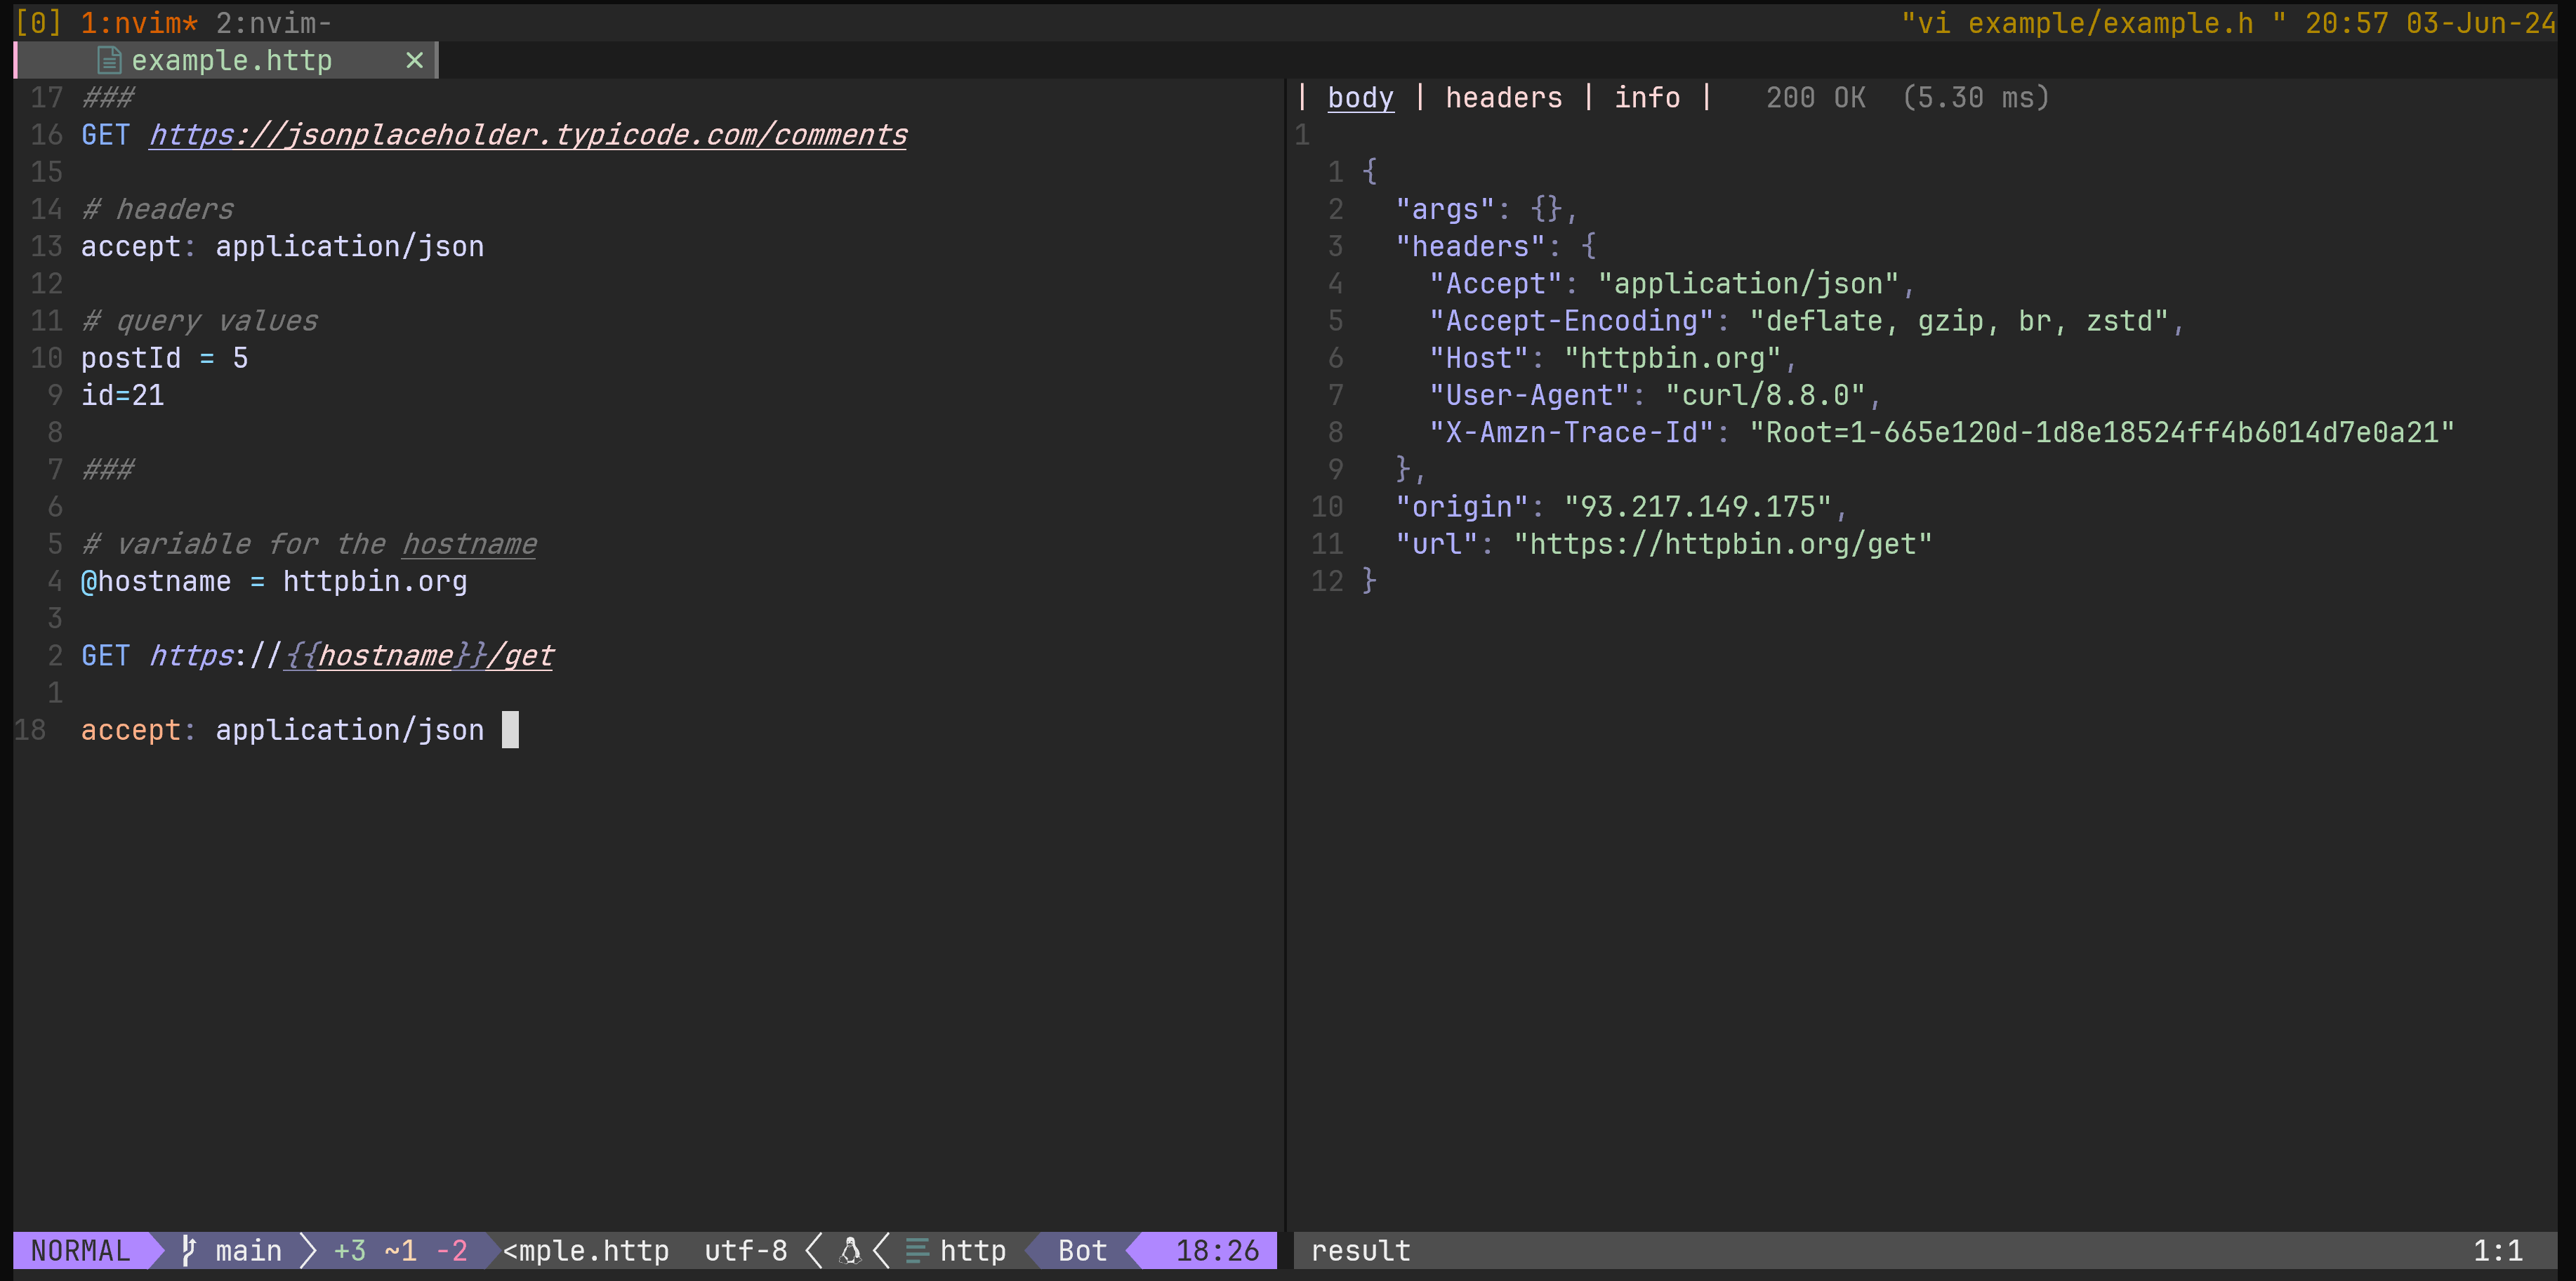 [0] 1:nvim* 2:nvim- "vi example/example.h " 20:57 03-Jun-24
example.http ✕
17 ###
16 GET https://jsonplaceholder.typicode.com/comments
15
14 # headers
13 accept: application/json
12
11 # query values
10 postId = 5
9 id=21
8
7 ###
6
5 # variable for the hostname
4 @hostname = httpbin.org
3
2 GET https://{{hostname}}/get
1
18 accept: application/json
| body | headers | info | 200 OK (5.30 ms)
1
1 {
2 "args": {},
3 "headers": {
4 "Accept": "application/json",
5 "Accept-Encoding": "deflate, gzip, br, zstd",
6 "Host": "httpbin.org",
7 "User-Agent": "curl/8.8.0",
8 "X-Amzn-Trace-Id": "Root=1-665e120d-1d8e18524ff4b6014d7e0a21"
9 },
10 "origin": "93.217.149.175",
11 "url": "https://httpbin.org/get"
12 }
NORMAL main +3 ~1 -2 <mple.http utf-8 http Bot 18:26
result 1:1